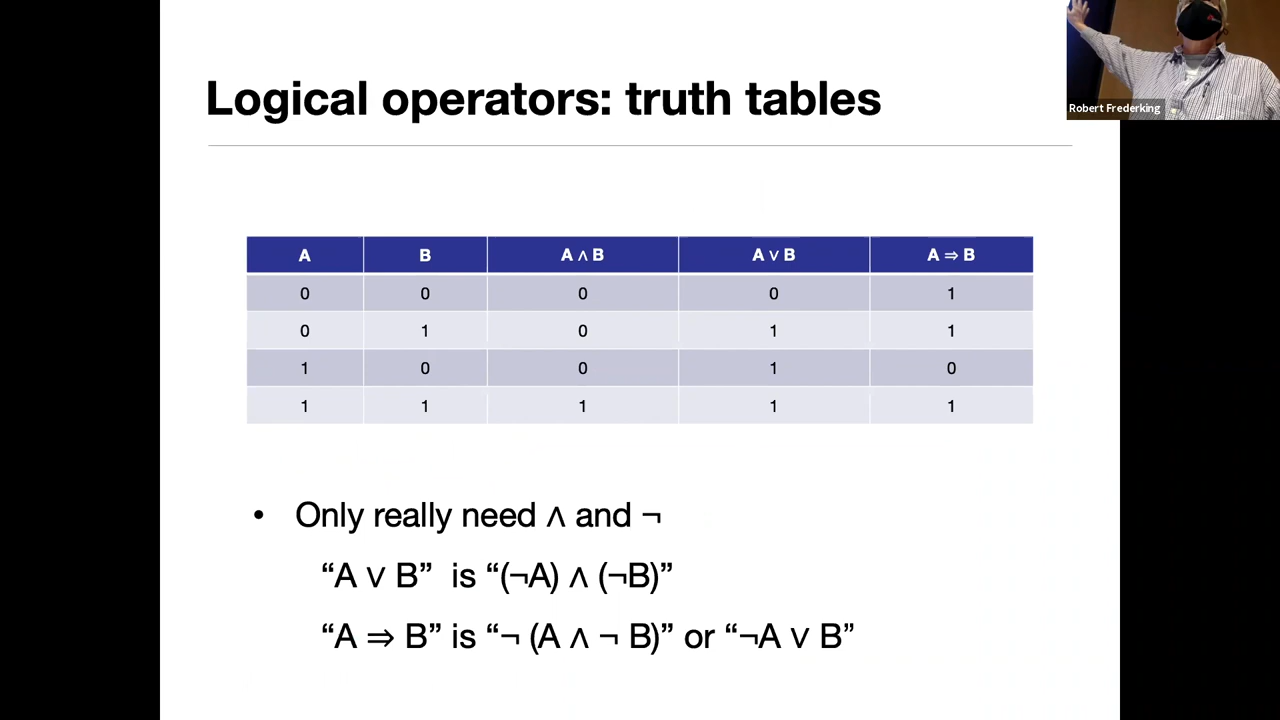 Logical operators: truth tables
Robert Frederking
A B A ∧ B A ∨ B A ⇒ B
0 0 0 0 1
0 1 0 1 1
1 0 0 1 0
1 1 1 1 1
• Only really need ∧ and ¬
“A ∨ B” is “(¬A) ∧ (¬B)”
“A ⇒ B” is “¬ (A ∧ ¬ B)” or “¬A ∨ B”